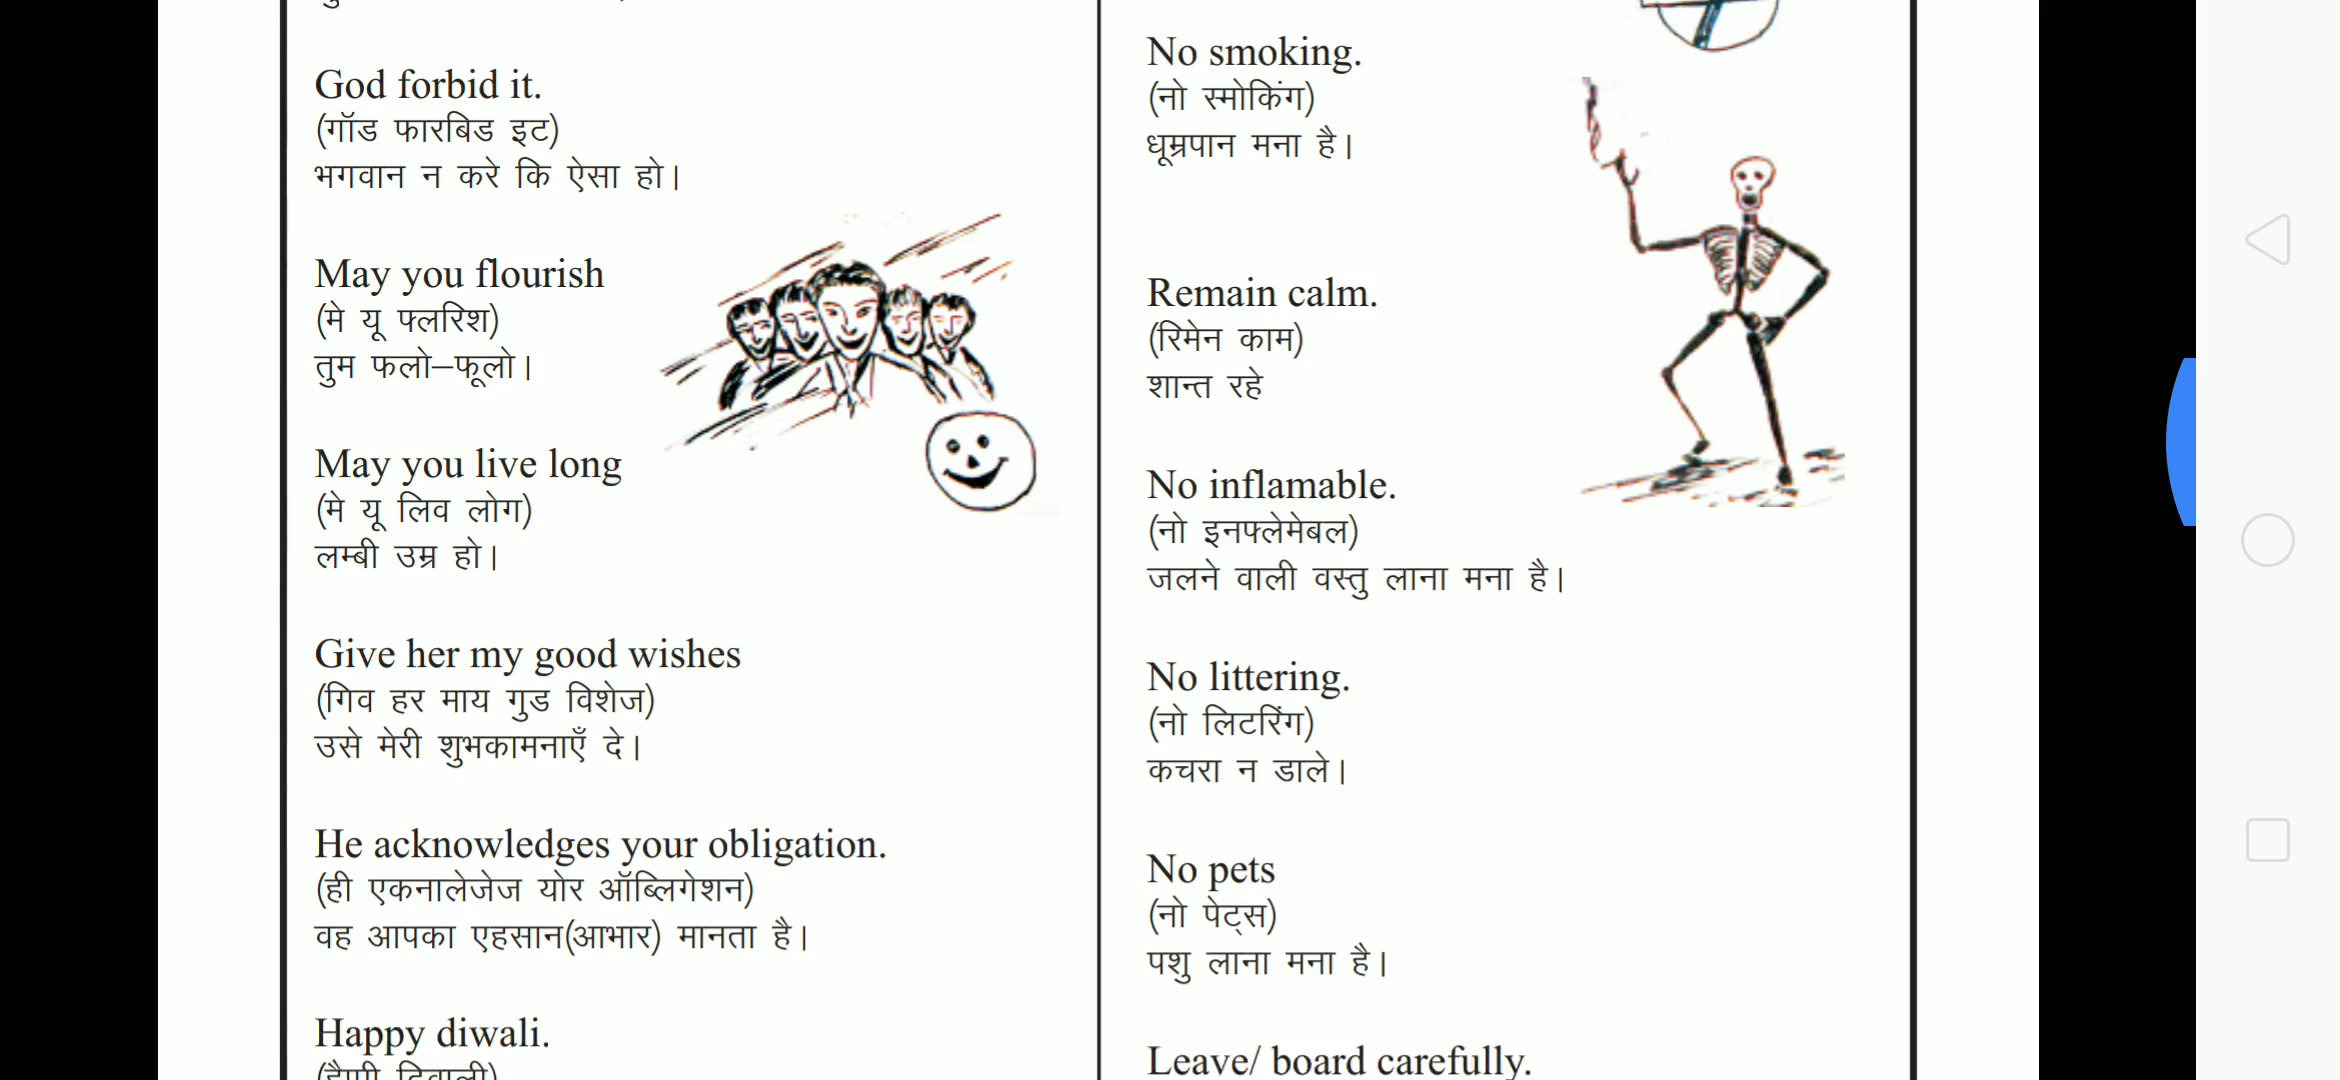 God forbid it.
(गॉड फारबिड इट)
भगवान न करे कि ऐसा हो।
May you flourish
(मे यू फ्लरिश)
तुम फलो–फूलो।
May you live long
(मे यू लिव लोग)
लम्बी उम्र हो।
Give her my good wishes
(गिव हर माय गुड विशेज)
उसे मेरी शुभकामनाएँ दे।
He acknowledges your obligation.
(ही एकनालेजेज योर ऑब्लिगेशन)
वह आपका एहसान(आभार) मानता है।
Happy diwali.
(हैप्पी दिवाली)
No smoking.
(नो स्मोकिंग)
धूम्रपान मना है।
Remain calm.
(रिमेन काम)
शान्त रहे
No inflamable.
(नो इनफ्लेमेबल)
जलने वाली वस्तु लाना मना है।
No littering.
(नो लिटरिंग)
कचरा न डाले।
No pets
(नो पेट्स)
पशु लाना मना है।
Leave/ board carefully.